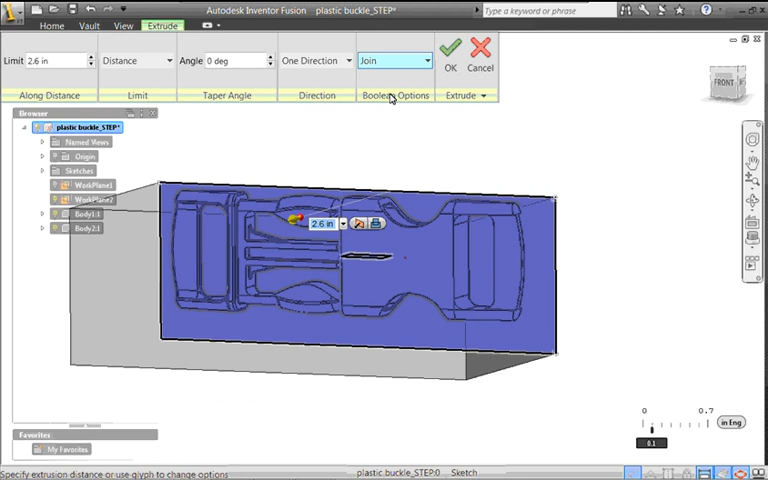 Autodesk Inventor Fusion plastic buckle_STEP*
Type a keyword or phrase
Home Vault View Extrude
Limit 2.6 in Distance Angle 0 deg One Direction Join OK Cancel
Along Distance Limit Taper Angle Direction Boolean Options Extrude
Browser
plastic buckle_STEP*
Named Views
Origin
Sketches
WorkPlane1
WorkPlane2
Body1:1
Body2:1
FRONT
2.6 in
0 0.7
in Eng
0.1
Favorites
My Favorites
Specify extrusion distance or use glyph to change options plastic buckle_STEP:0 Sketch